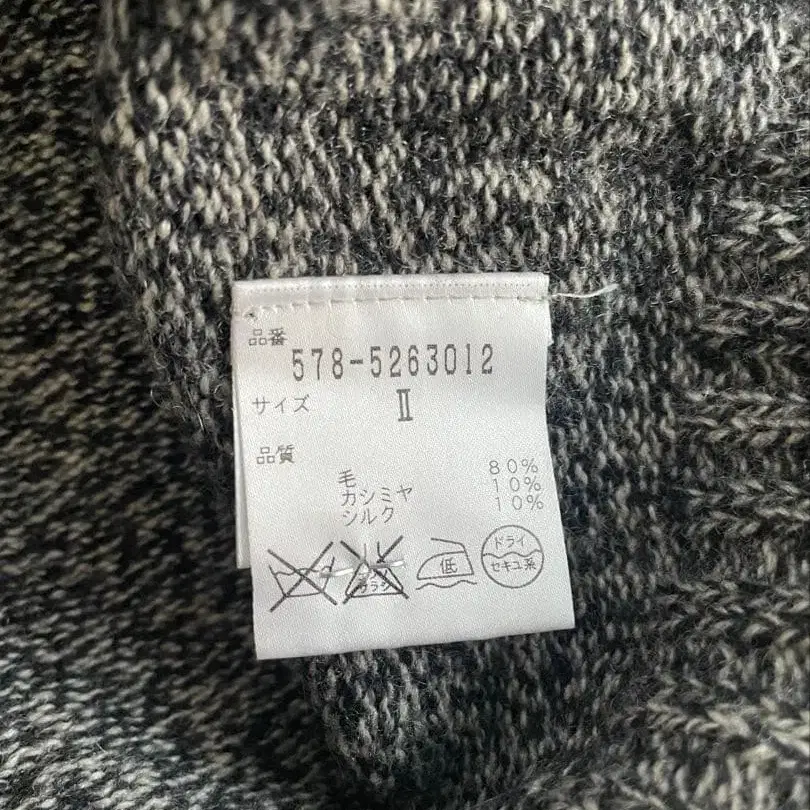 品番
578-5263012
サイズ Ⅱ
品質
毛 80%
カシミヤ 10%
シルク 10%
低
ドライ
セキユ系